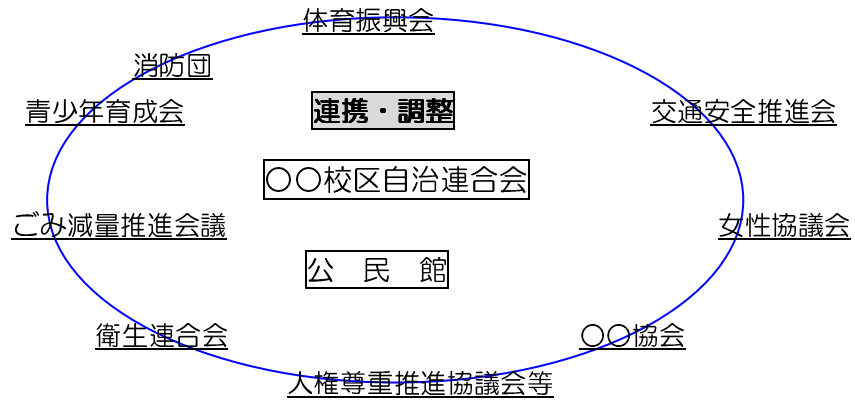 体育振興会
消防団
青少年育成会
連携・調整
交通安全推進会
〇〇校区自治連合会
ごみ減量推進会議
女性協議会
公　民　館
衛生連合会
〇〇協会
人権尊重推進協議会等